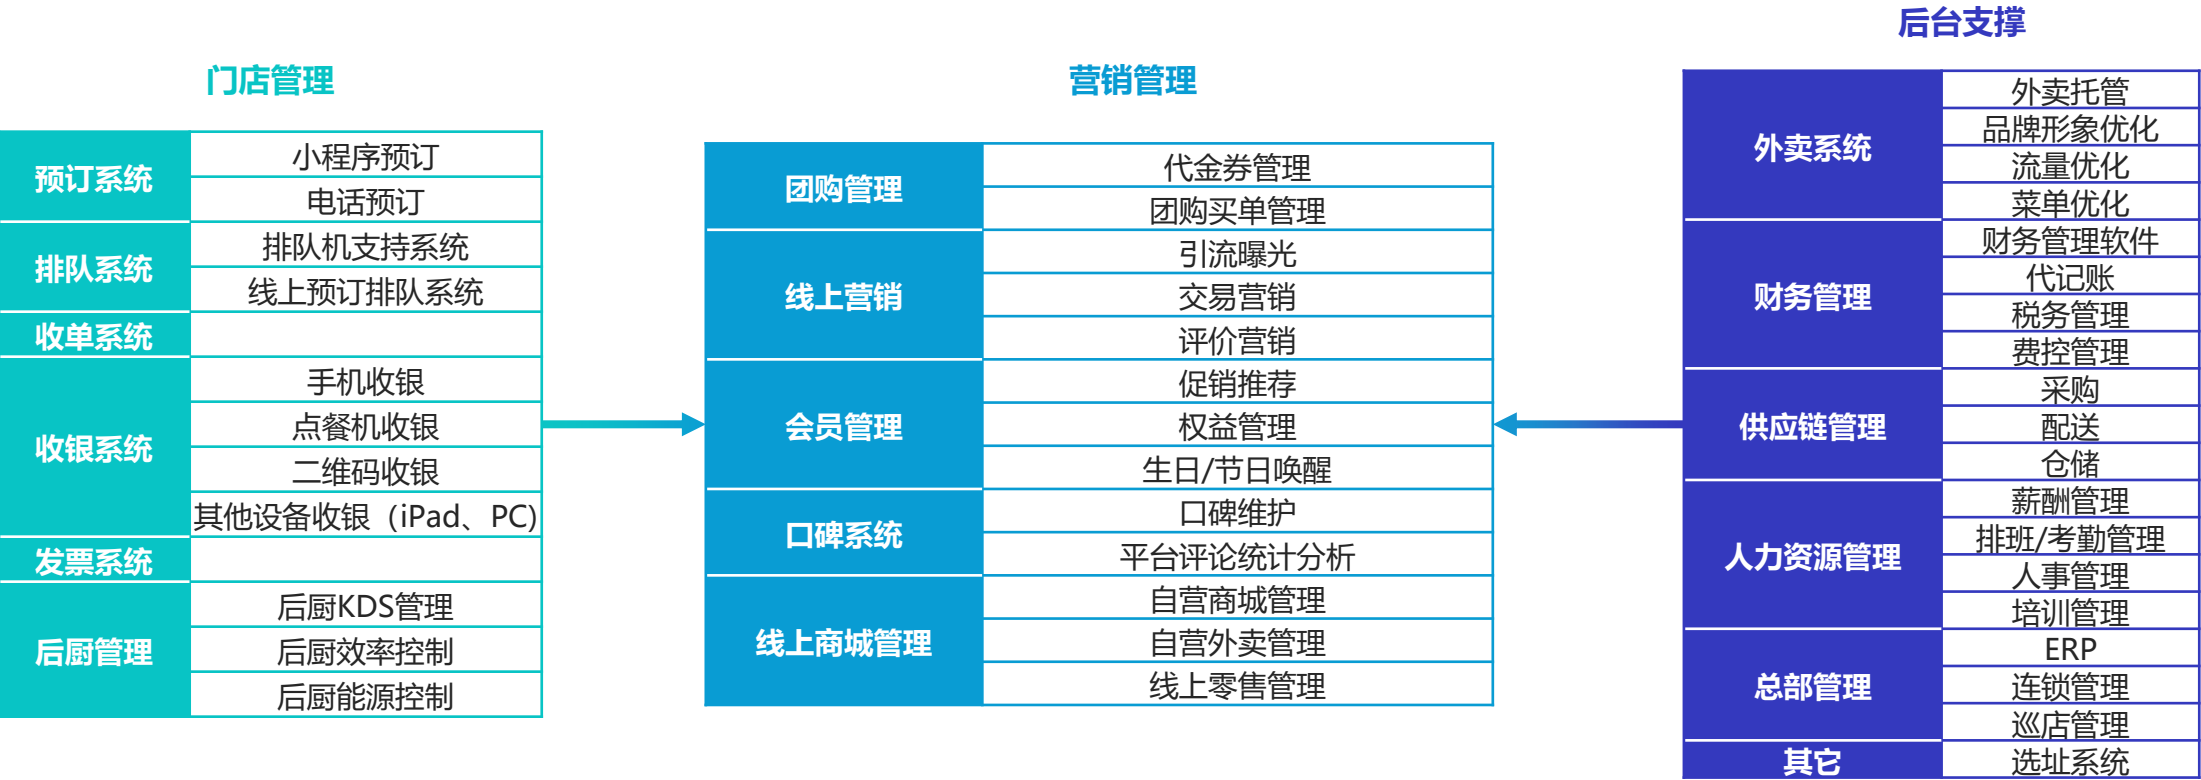 门店管理
预订系统
小程序预订
电话预订
排队系统
排队机支持系统
线上预订排队系统
收单系统
收银系统
手机收银
点餐机收银
二维码收银
其他设备收银（iPad、PC)
发票系统
后厨管理
后厨KDS管理
后厨效率控制
后厨能源控制
营销管理
团购管理
代金券管理
团购买单管理
线上营销
引流曝光
交易营销
评价营销
会员管理
促销推荐
权益管理
生日/节日唤醒
口碑系统
口碑维护
平台评论统计分析
线上商城管理
自营商城管理
自营外卖管理
线上零售管理
后台支撑
外卖系统
外卖托管
品牌形象优化
流量优化
菜单优化
财务管理
财务管理软件
代记账
税务管理
费控管理
供应链管理
采购
配送
仓储
人力资源管理
薪酬管理
排班/考勤管理
人事管理
培训管理
总部管理
ERP
连锁管理
巡店管理
其它
选址系统